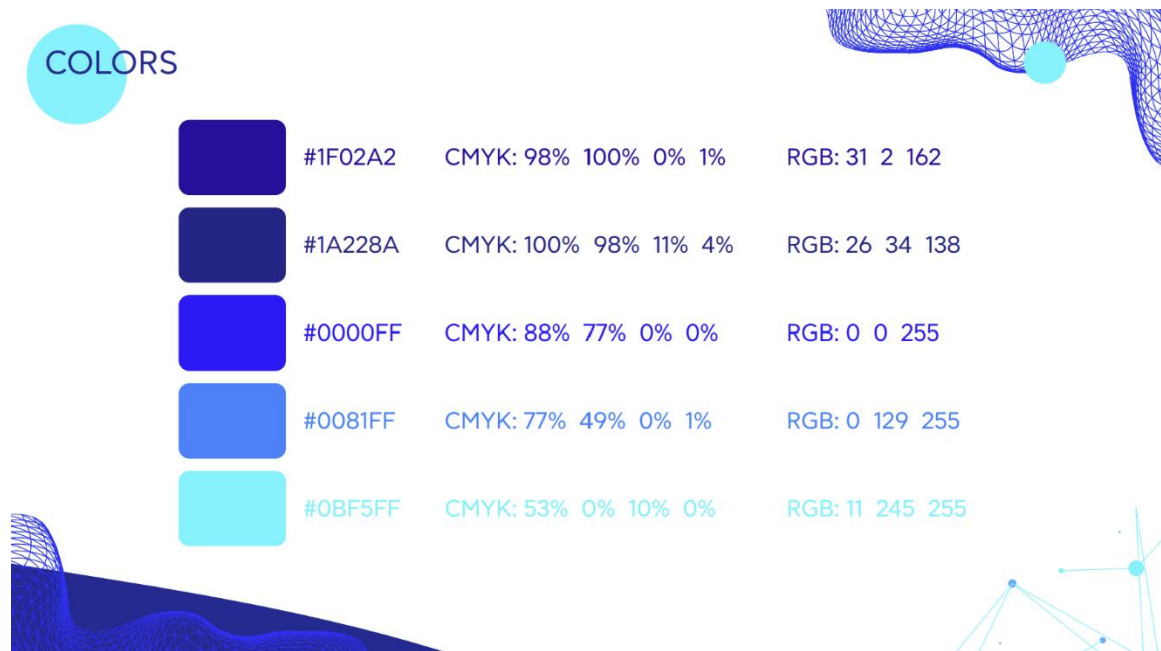 COLORS
#1F02A2 CMYK: 98% 100% 0% 1% RGB: 31 2 162
#1A228A CMYK: 100% 98% 11% 4% RGB: 26 34 138
#0000FF CMYK: 88% 77% 0% 0% RGB: 0 0 255
#0081FF CMYK: 77% 49% 0% 1% RGB: 0 129 255
#0BF5FF CMYK: 53% 0% 10% 0% RGB: 11 245 255